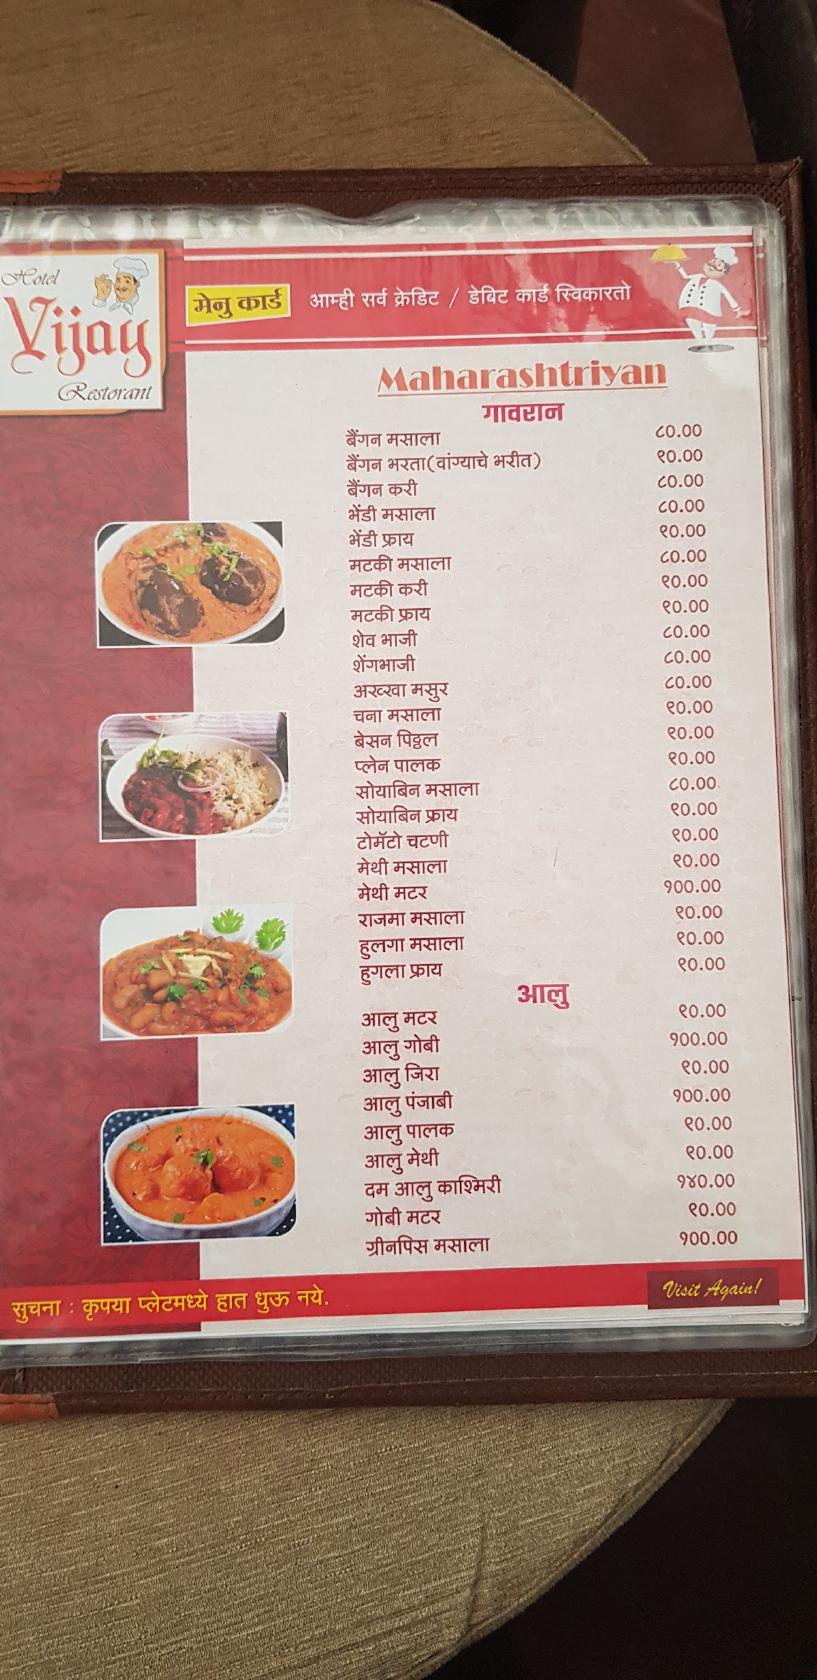 Hotel
Vijay
Restorant
मेनु कार्ड आम्ही सर्व क्रेडिट / डेबिट कार्ड स्विकारतो
Maharashtriyan
गावरान
बैंगन मसाला ८०.००
बैंगन भरता(वांग्याचे भरीत) ९०.००
बैंगन करी ८०.००
भेंडी मसाला ८०.००
भेंडी फ्राय ९०.००
मटकी मसाला ८०.००
मटकी करी ९०.००
मटकी फ्राय ९०.००
शेव भाजी ८०.००
शेंगभाजी ८०.००
अख्खा मसुर ८०.००
चना मसाला ९०.००
बेसन पिठ्ठल ९०.००
प्लेन पालक ९०.००
सोयाबिन मसाला ८०.००
सोयाबिन फ्राय ९०.००
टोमॅटो चटणी ९०.००
मेथी मसाला ९०.००
मेथी मटर १००.००
राजमा मसाला ९०.००
हुलगा मसाला ९०.००
हुगला फ्राय ९०.००
आलु
आलु मटर ९०.००
आलु गोबी १००.००
आलु जिरा ९०.००
आलु पंजाबी १००.००
आलु पालक ९०.००
आलु मेथी ९०.००
दम आलु काश्मिरी १४०.००
गोबी मटर ९०.००
ग्रीनपिस मसाला १००.००
सुचना : कृपया प्लेटमध्ये हात धुऊ नये.
Visit Again!